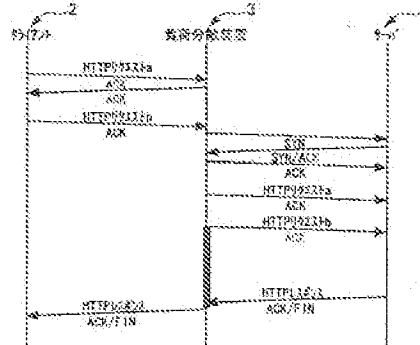 2
3
クライアント
負荷分散装置
サーバ
HTTPリクエストa
ACK
ACK
HTTPリクエストb
ACK
SYN
SYN/ACK
ACK
HTTPリクエストa
ACK
HTTPリクエストb
ACK
HTTPレスポンス
ACK/FIN
HTTPレスポンス
ACK/FIN